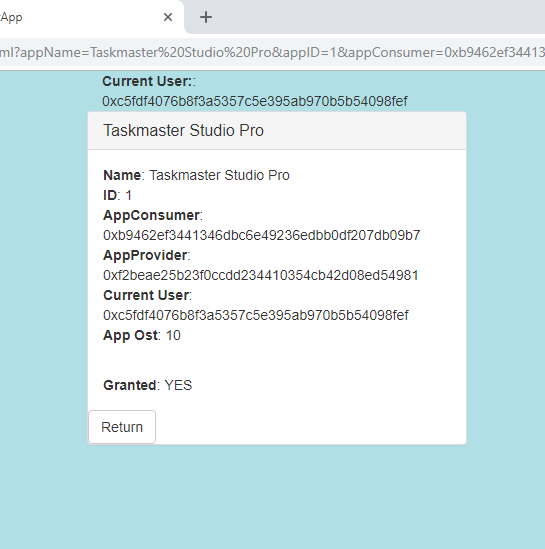 App
ml?appName=Taskmaster%20Studio%20Pro&appID=1&appConsumer=0xb9462ef34413
Current User::
0xc5fdf4076b8f3a5357c5e395ab970b5b54098fef
Taskmaster Studio Pro
Name: Taskmaster Studio Pro
ID: 1
AppConsumer:
0xb9462ef3441346dbc6e49236edbb0df207db09b7
AppProvider:
0xf2beae25b23f0ccdd234410354cb42d08ed54981
Current User:
0xc5fdf4076b8f3a5357c5e395ab970b5b54098fef
App Ost: 10
Granted: YES
Return